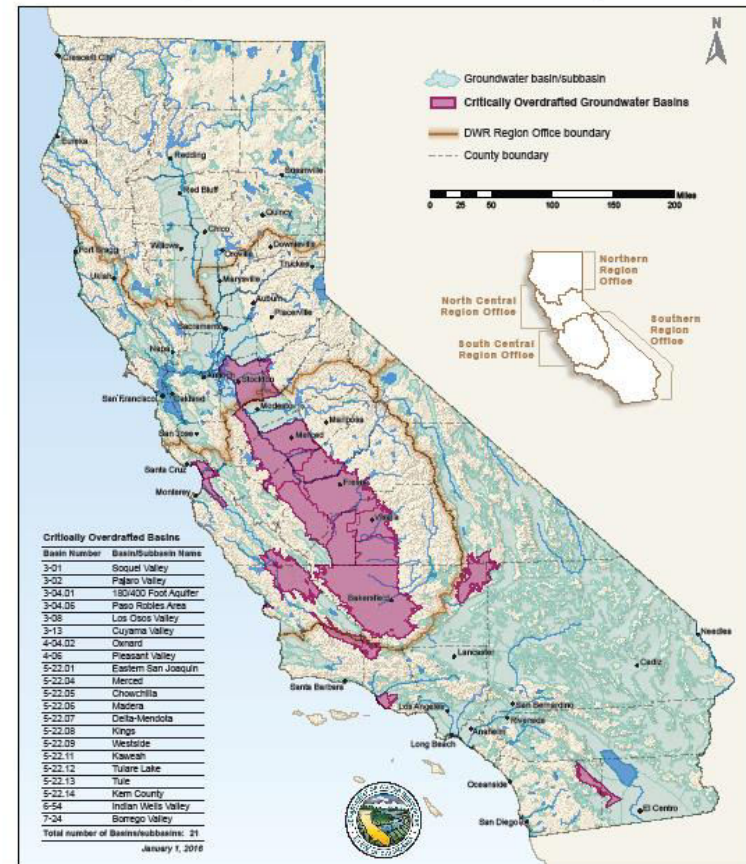 N
Groundwater basin/subbasin
Critically Overdrafted Groundwater Basins
DWR Region Office boundary
County boundary
Miles
0 25 50 100 150 200
Northern
Region
Office
North Central
Region Office
Southern
Region
Office
South Central
Region Office
Crescent City
Eureka
Redding
Susanville
Red Bluff
Quincy
Chico
Willows
Oroville
Downieville
Fort Bragg
Truckee
Ukiah
Marysville
Auburn
Placerville
Sacramento
Napa
Antioch
Stockton
San Francisco
Oakland
Modesto
Mariposa
San Jose
Merced
Santa Cruz
Fresno
Monterey
Visalia
Bakersfield
Needles
Lancaster
Cadiz
Santa Barbara
San Bernardino
Los Angeles
Riverside
Anaheim
Long Beach
Oceanside
El Centro
San Diego
Critically Overdrafted Basins
Basin Number Basin/Subbasin Name
3-01 Soquel Valley
3-02 Pajaro Valley
3-04.01 180/400 Foot Aquifer
3-04.06 Paso Robles Area
3-08 Los Osos Valley
3-13 Cuyama Valley
4-04.02 Oxnard
4-06 Pleasant Valley
5-22.01 Eastern San Joaquin
5-22.04 Merced
5-22.05 Chowchilla
5-22.06 Madera
5-22.07 Delta-Mendota
5-22.08 Kings
5-22.09 Westside
5-22.11 Kaweah
5-22.12 Tulare Lake
5-22.13 Tule
5-22.14 Kern County
6-54 Indian Wells Valley
7-24 Borrego Valley
Total number of Basins/subbasins: 21
January 1, 2016